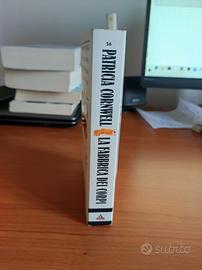 56
PATRICIA CORNWELL
LA FABBRICA DEI CORPI
subito